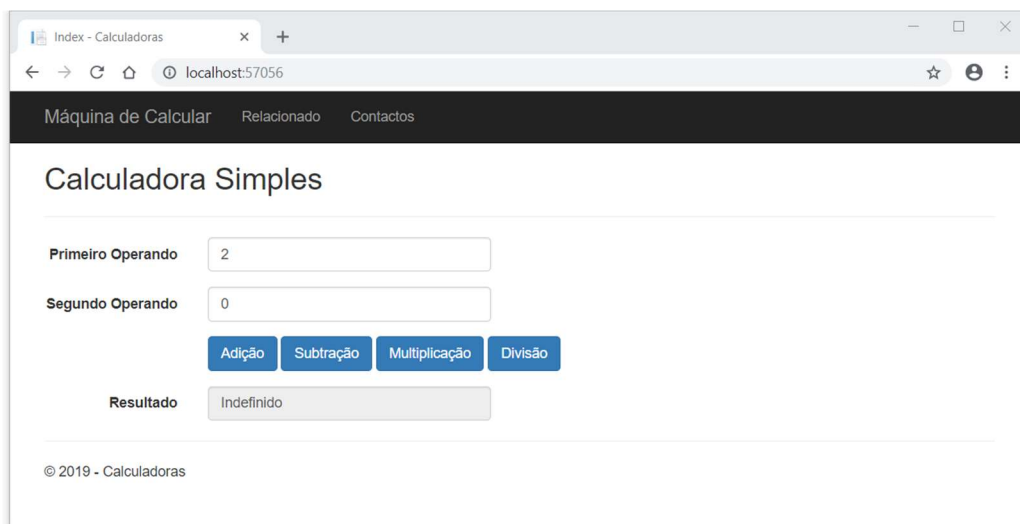 Index - Calculadoras
localhost:57056
Máquina de Calcular Relacionado Contactos
Calculadora Simples
Primeiro Operando 2
Segundo Operando 0
Adição Subtração Multiplicação Divisão
Resultado Indefinido
© 2019 - Calculadoras